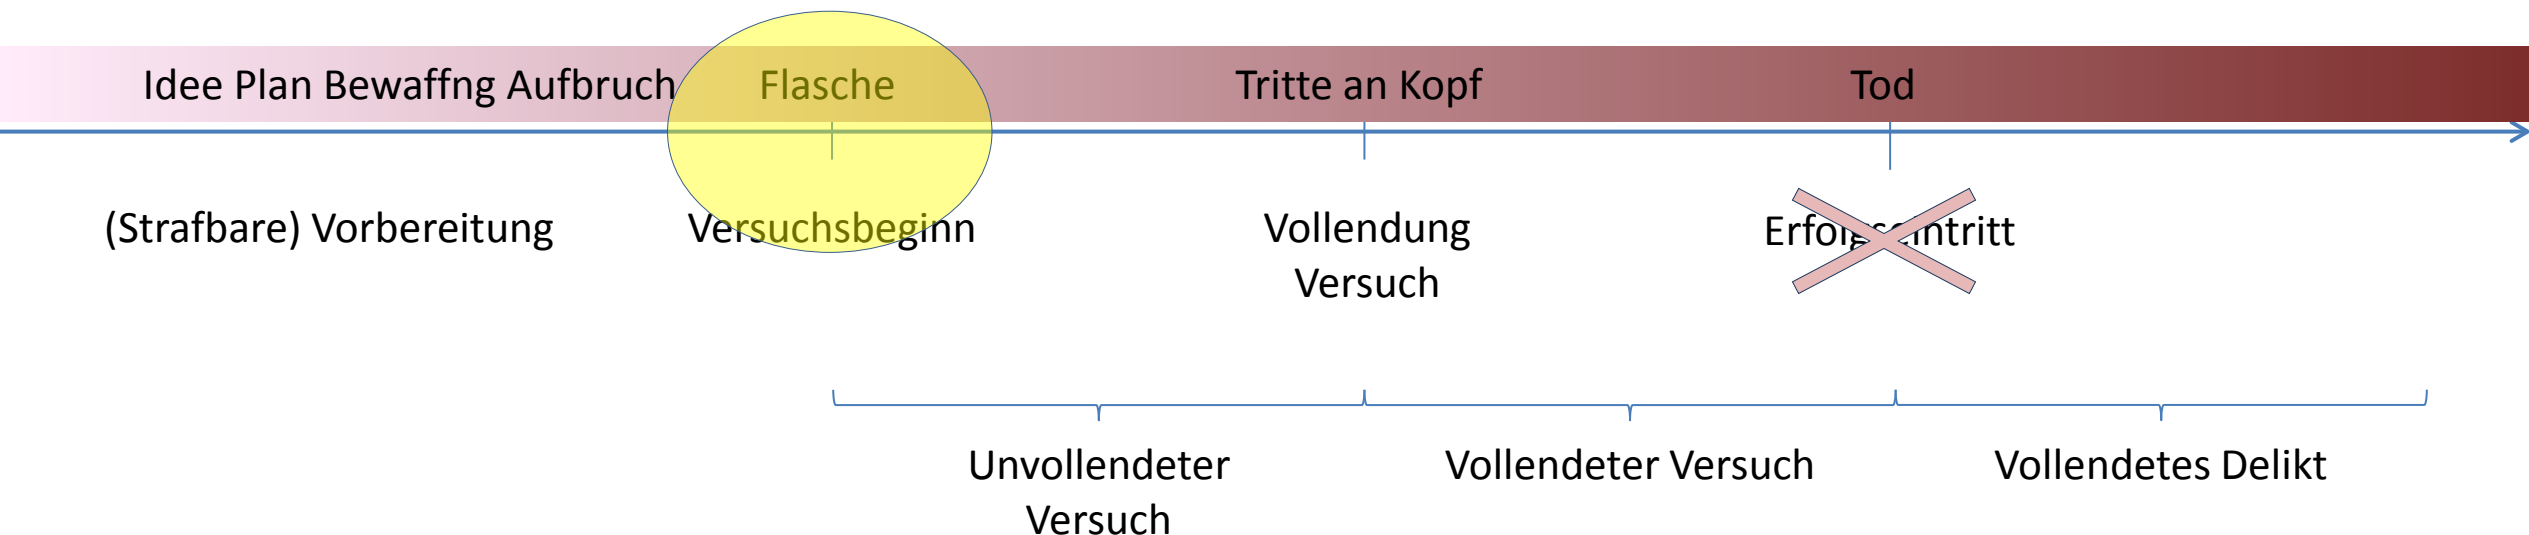 Idee Plan Bewaffng Aufbruch Flasche Tritte an Kopf Tod
(Strafbare) Vorbereitung Versuchsbeginn Vollendung Erfolgseintritt
Versuch
Unvollendeter Vollendeter Versuch Vollendetes Delikt
Versuch